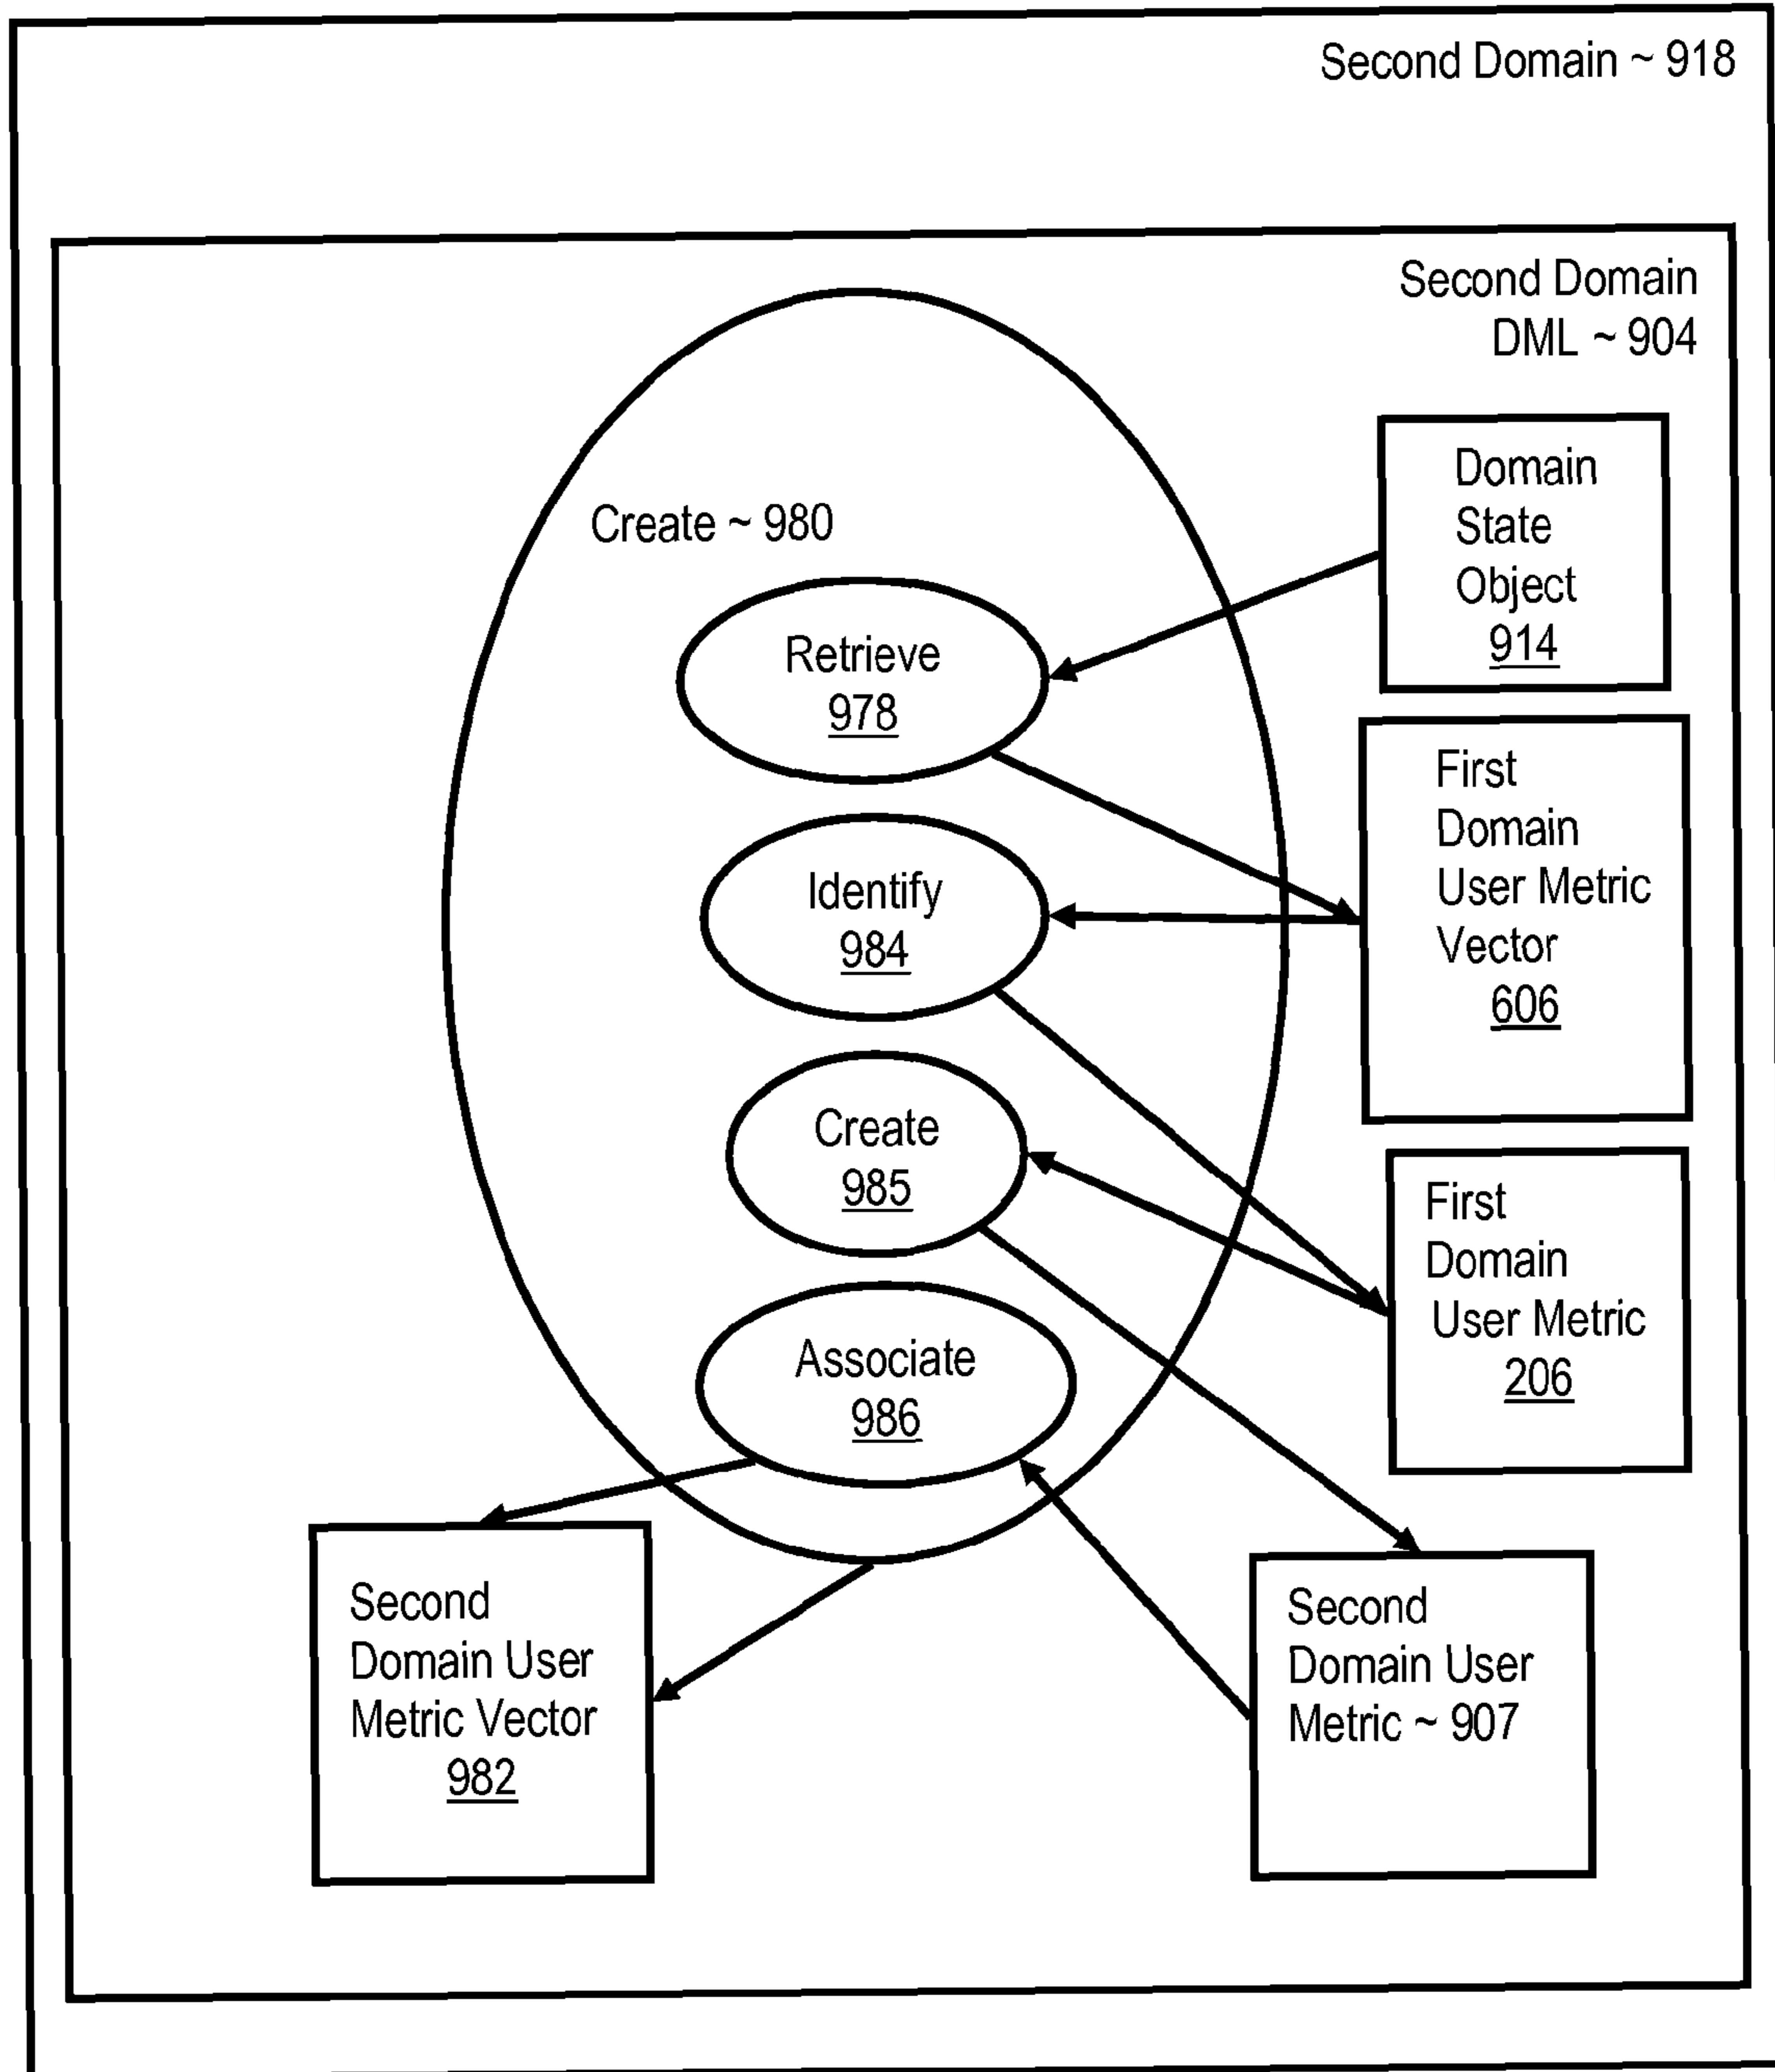 Second Domain ~ 918
Second Domain
DML ~ 904
Create ~ 980
Domain
State
Object
914
Retrieve
978
First
Domain
User Metric
Vector
606
Identify
984
Create
985
First
Domain
User Metric
206
Associate
986
Second
Domain User
Metric Vector
982
Second
Domain User
Metric ~ 907